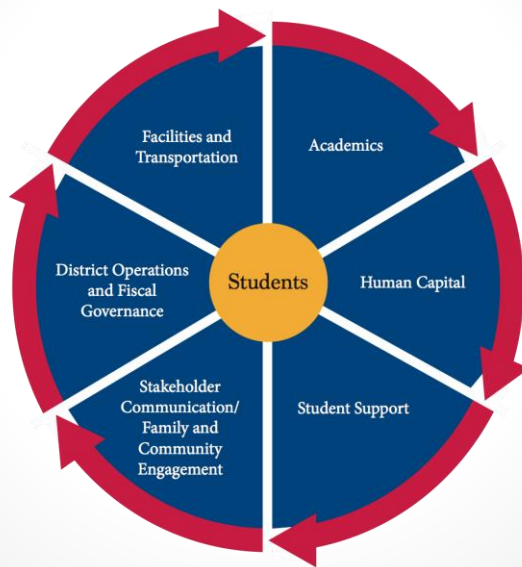 Facilities and
Transportation
Academics
District Operations
and Fiscal
Governance
Students
Human Capital
Stakeholder
Communication/
Family and
Community
Engagement
Student Support